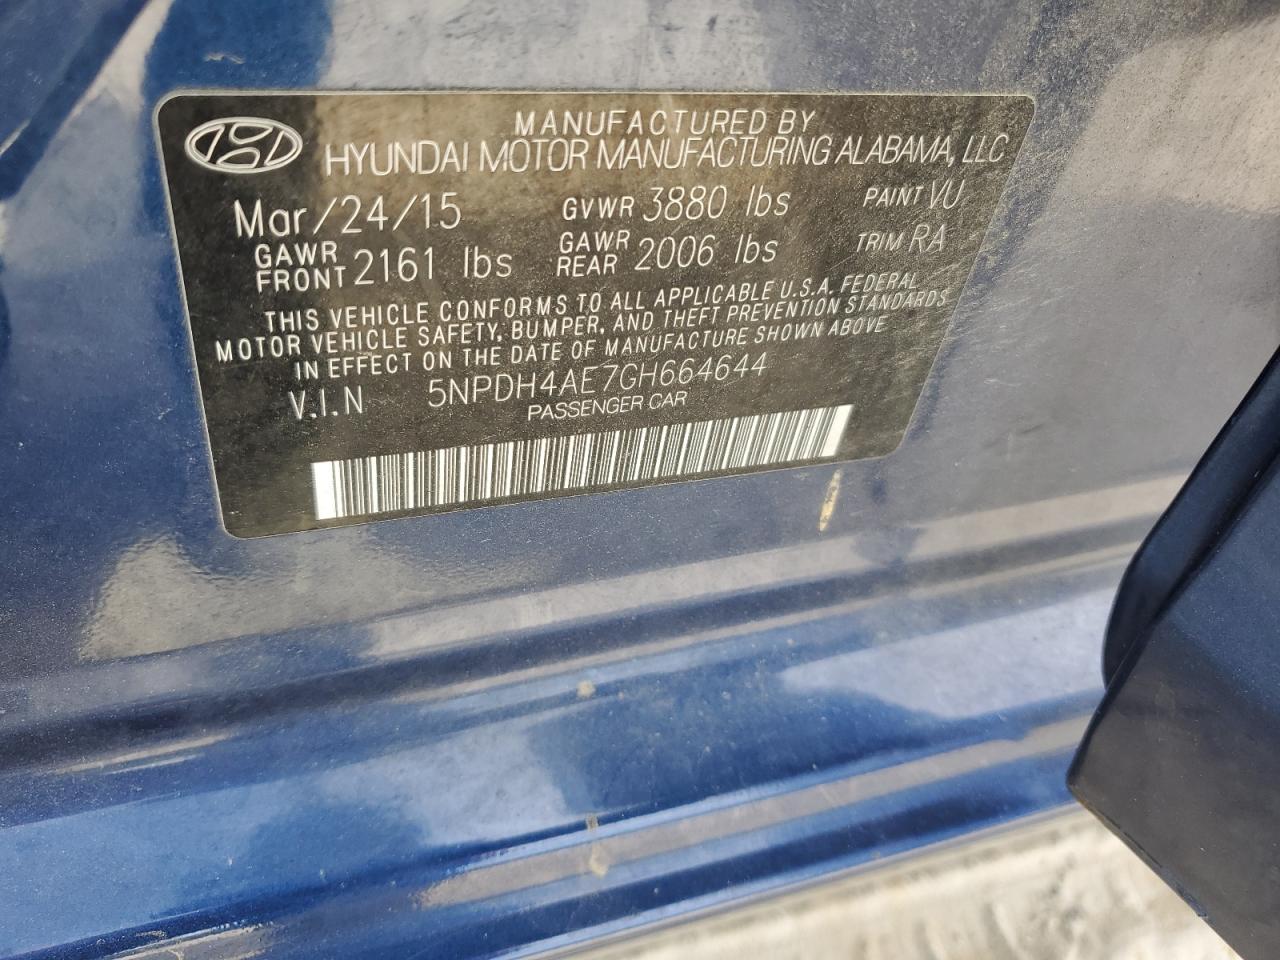 MANUFACTURED BY
HYUNDAI MOTOR MANUFACTURING ALABAMA, LLC
Mar/24/15 GVWR 3880 lbs PAINT VU
GAWR FRONT 2161 lbs GAWR REAR 2006 lbs TRIM RA
THIS VEHICLE CONFORMS TO ALL APPLICABLE U.S.A. FEDERAL
MOTOR VEHICLE SAFETY, BUMPER, AND THEFT PREVENTION STANDARDS
IN EFFECT ON THE DATE OF MANUFACTURE SHOWN ABOVE
V.I.N 5NPDH4AE7GH664644
PASSENGER CAR